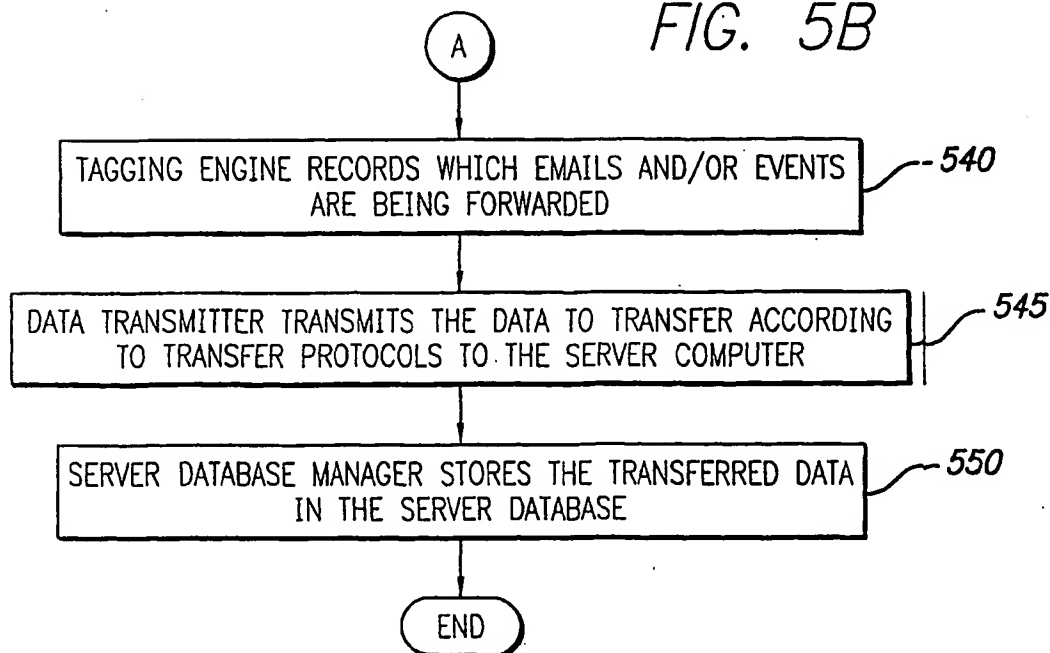 FIG. 5B
A
TAGGING ENGINE RECORDS WHICH EMAILS AND/OR EVENTS
ARE BEING FORWARDED
540
DATA TRANSMITTER TRANSMITS THE DATA TO TRANSFER ACCORDING
TO TRANSFER PROTOCOLS TO THE SERVER COMPUTER
545
SERVER DATABASE MANAGER STORES THE TRANSFERRED DATA
IN THE SERVER DATABASE
550
END